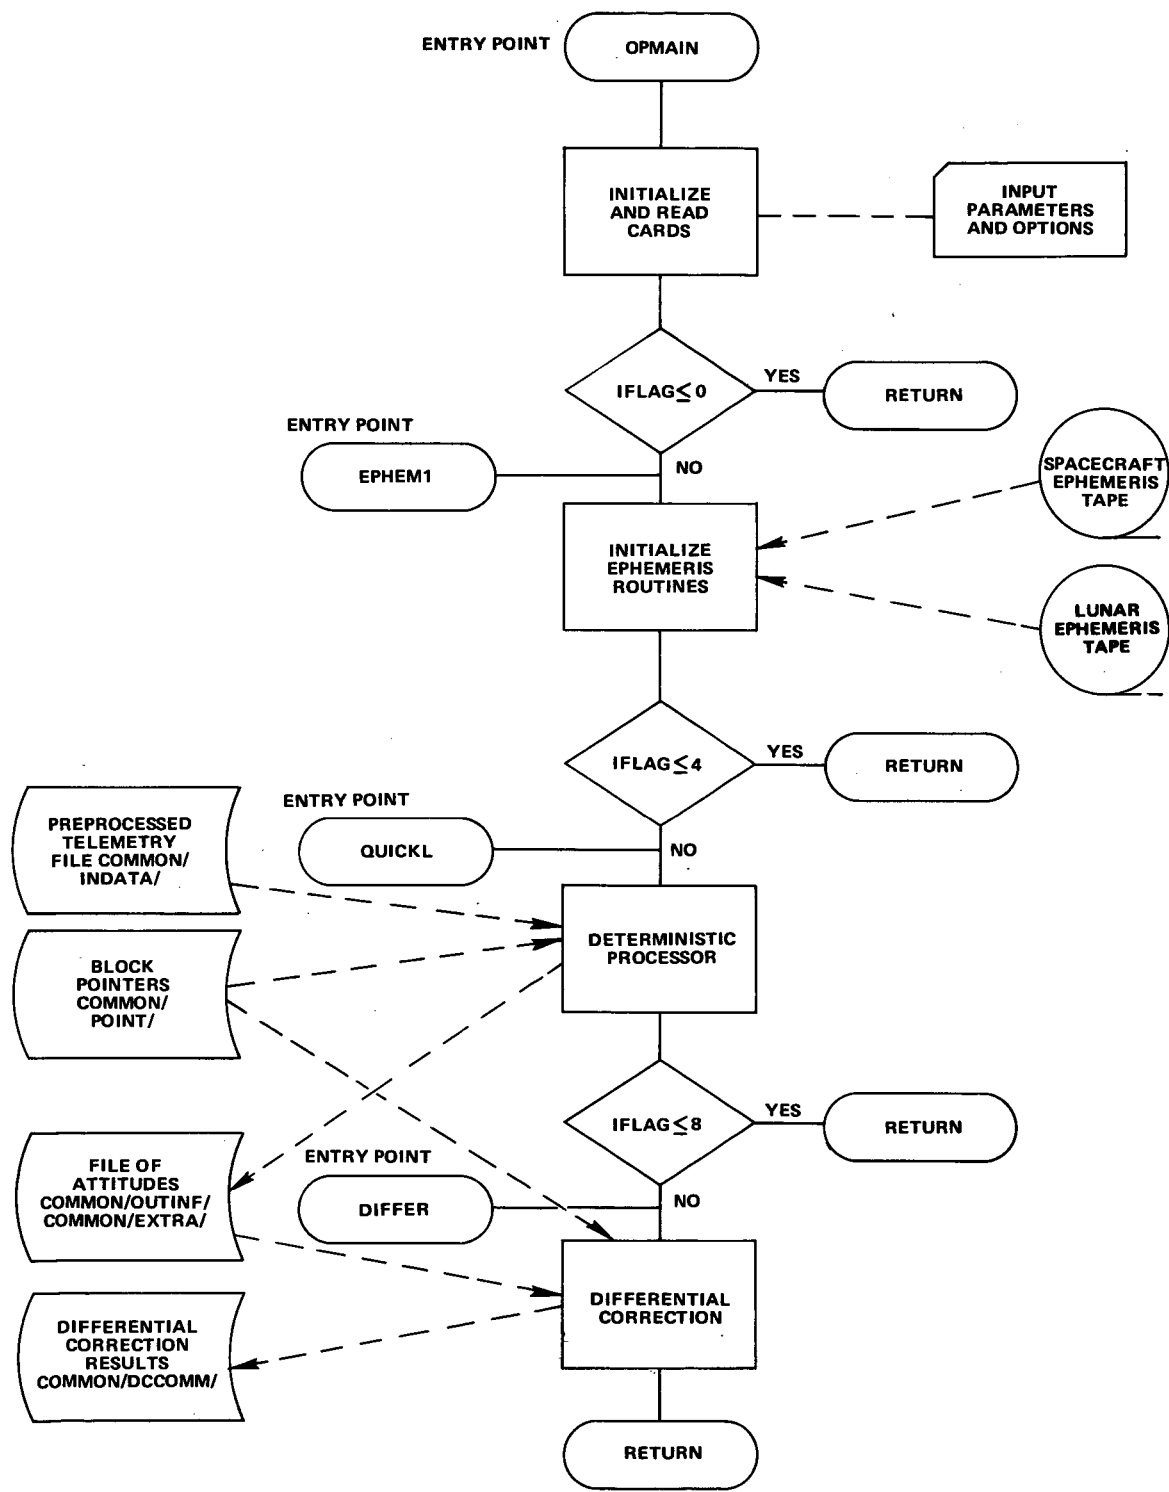 ENTRY POINT
OPMAIN
INITIALIZE
AND READ
CARDS
INPUT
PARAMETERS
AND OPTIONS
IFLAG ≤ 0
YES
RETURN
ENTRY POINT
EPHEM1
NO
SPACECRAFT
EPHEMERIS
TAPE
INITIALIZE
EPHEMERIS
ROUTINES
LUNAR
EPHEMERIS
TAPE
IFLAG ≤ 4
YES
RETURN
ENTRY POINT
QUICKL
NO
PREPROCESSED
TELEMETRY
FILE COMMON/
INDATA/
DETERMINISTIC
PROCESSOR
BLOCK
POINTERS
COMMON/
POINT/
IFLAG ≤ 8
YES
RETURN
FILE OF
ATTITUDES
COMMON/OUTINF/
COMMON/EXTRA/
ENTRY POINT
DIFFER
NO
DIFFERENTIAL
CORRECTION
DIFFERENTIAL
CORRECTION
RESULTS
COMMON/DCCOMM/
RETURN